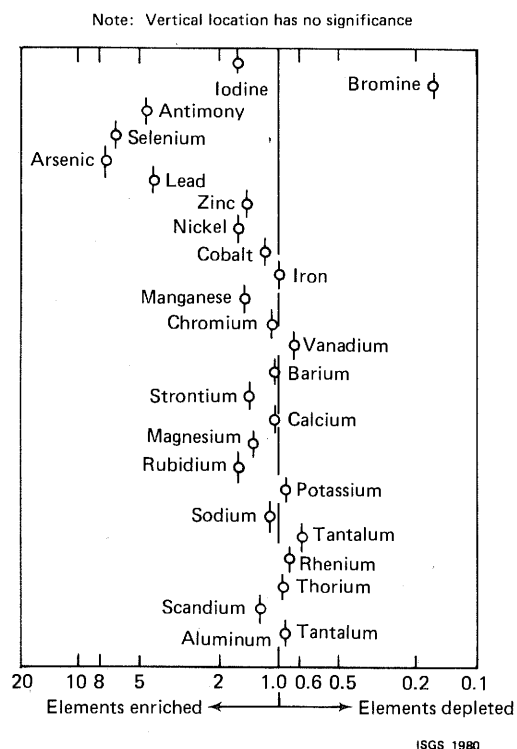 Note: Vertical location has no significance
Iodine
Bromine
Antimony
Selenium
Arsenic
Lead
Zinc
Nickel
Cobalt
Iron
Manganese
Chromium
Vanadium
Barium
Strontium
Calcium
Magnesium
Rubidium
Potassium
Sodium
Tantalum
Rhenium
Thorium
Scandium
Aluminum Tantalum
20 10 8 5 2 1.0 0.6 0.5 0.2 0.1
Elements enriched Elements depleted
ISGS 1980